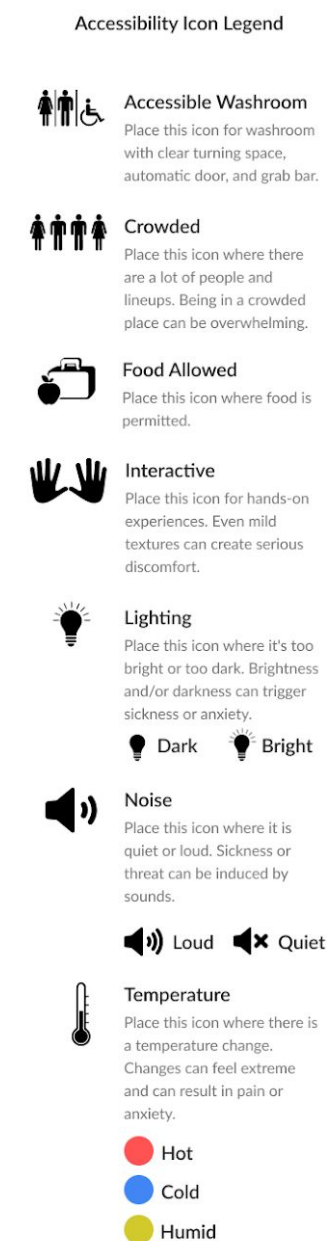 Accessibility Icon Legend
Accessible Washroom
Place this icon for washroom
with clear turning space,
automatic door, and grab bar.
Crowded
Place this icon where there
are a lot of people and
lineups. Being in a crowded
place can be overwhelming.
Food Allowed
Place this icon where food is
permitted.
Interactive
Place this icon for hands-on
experiences. Even mild
textures can create serious
discomfort.
Lighting
Place this icon where it's too
bright or too dark. Brightness
and/or darkness can trigger
sickness or anxiety.
Dark Bright
Noise
Place this icon where it is
quiet or loud. Sickness or
threat can be induced by
sounds.
Loud Quiet
Temperature
Place this icon where there is
a temperature change.
Changes can feel extreme
and can result in pain or
anxiety.
Hot
Cold
Humid